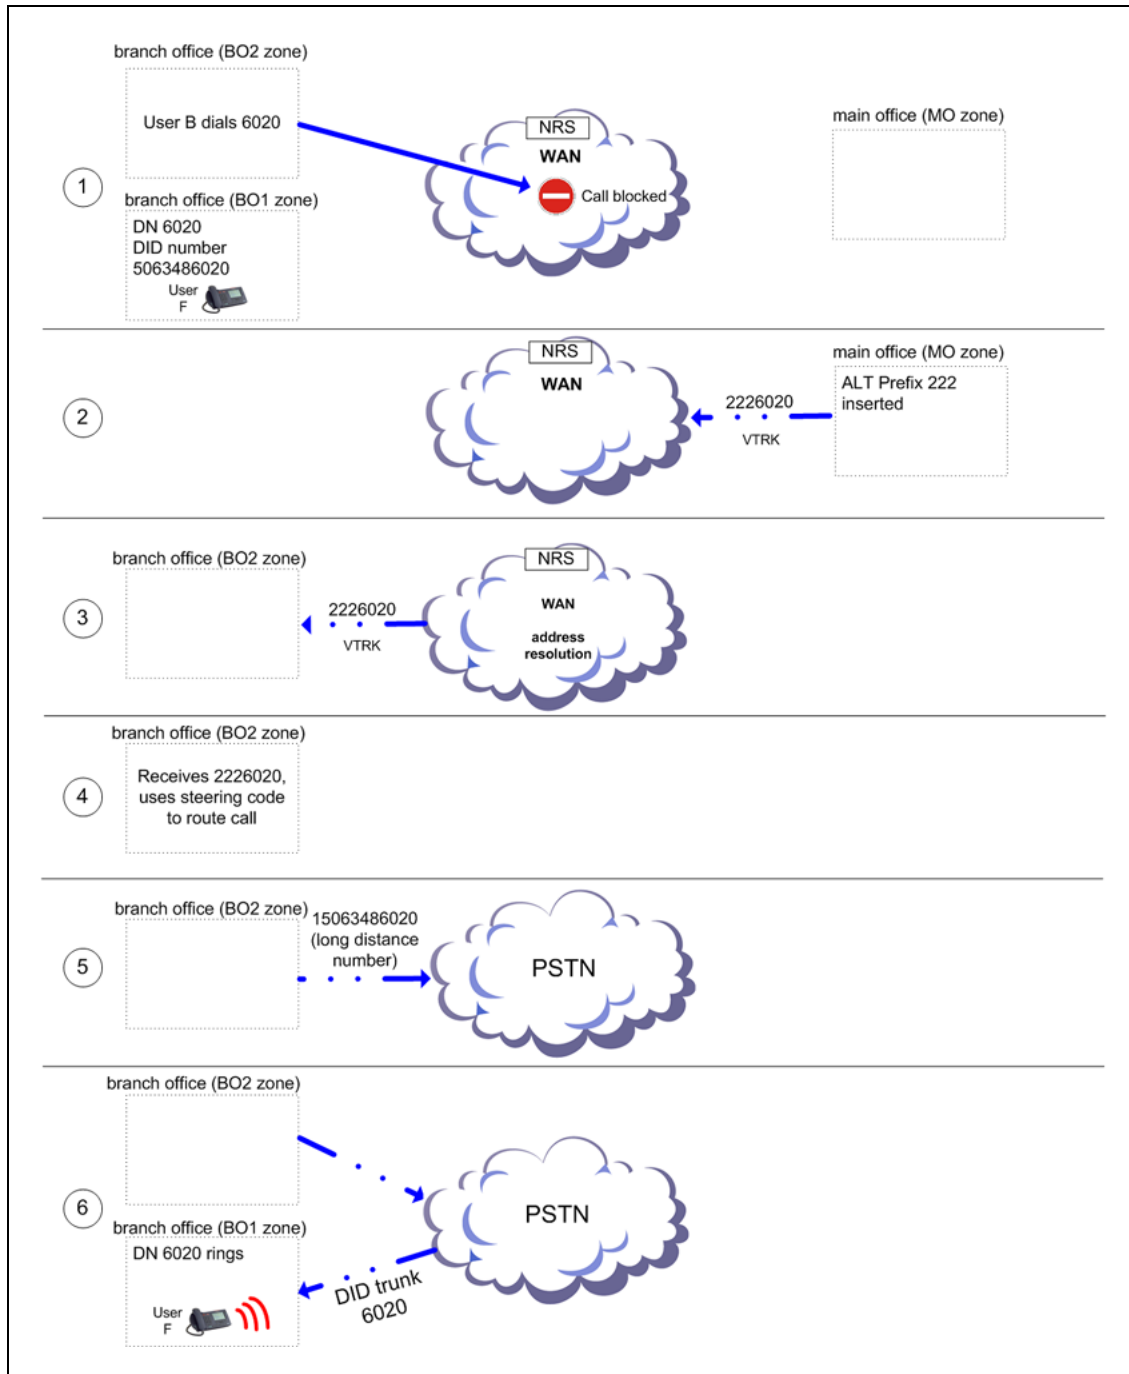 branch office (BO2 zone)
User B dials 6020
NRS
WAN
Call blocked
main office (MO zone)
1
branch office (BO1 zone)
DN 6020
DID number
5063486020
User
F
NRS
WAN
main office (MO zone)
ALT Prefix 222
inserted
2226020
VTRK
2
branch office (BO2 zone)
NRS
WAN
address
resolution
2226020
VTRK
3
branch office (BO2 zone)
Receives 2226020,
uses steering code
to route call
4
branch office (BO2 zone)
15063486020
(long distance
number)
PSTN
5
branch office (BO2 zone)
PSTN
6
branch office (BO1 zone)
DN 6020 rings
User
F
DID trunk
6020